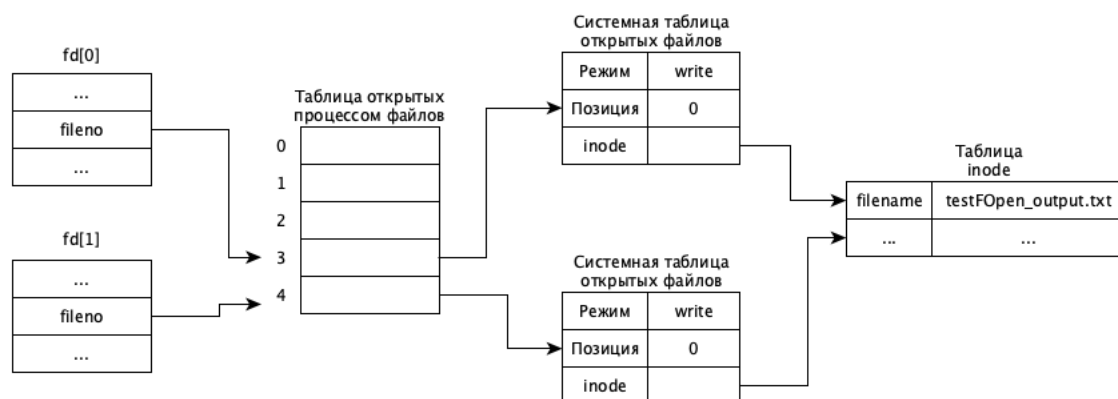 fd[0]
...
fileno
...
fd[1]
...
fileno
...
Таблица открытых
процессом файлов
0
1
2
3
4
Системная таблица
открытых файлов
Режим write
Позиция 0
inode
Системная таблица
открытых файлов
Режим write
Позиция 0
inode
Таблица
inode
filename testFOpen_output.txt
... ...